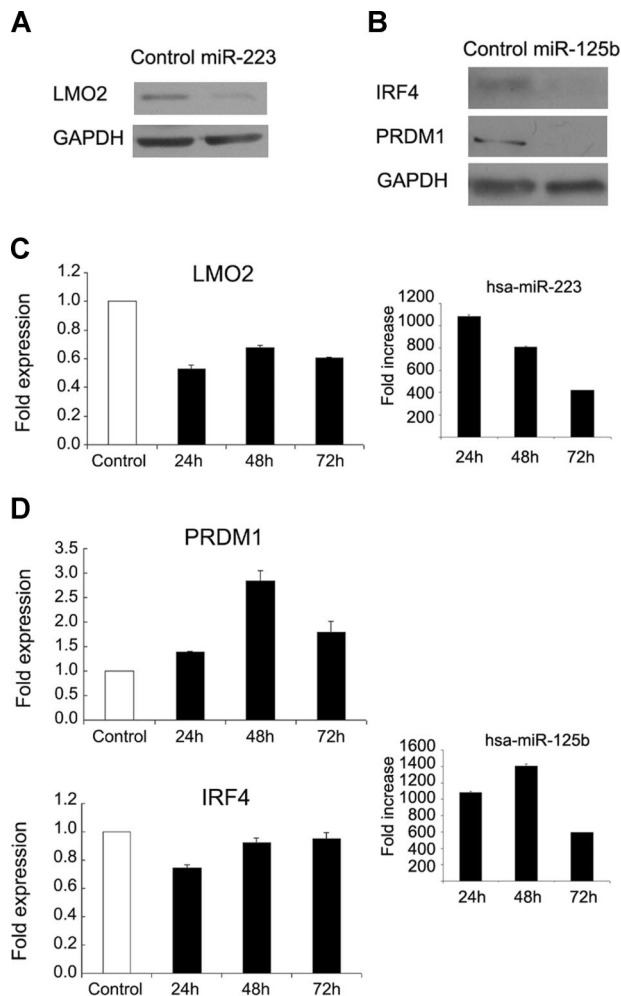 A
Control miR-223
LMO2
GAPDH
B
Control miR-125b
IRF4
PRDM1
GAPDH
C
LMO2
Fold expression
1.2
1.0
0.8
0.6
0.4
0.2
0.0
Control 24h 48h 72h
hsa-miR-223
Fold increase
1200
1000
800
600
400
200
24h 48h 72h
D
PRDM1
Fold expression
3.5
3.0
2.5
2.0
1.5
1.0
0.5
0.0
Control 24h 48h 72h
IRF4
Fold expression
1.2
1.0
0.8
0.6
0.4
0.2
0.0
Control 24h 48h 72h
hsa-miR-125b
Fold increase
1600
1400
1200
1000
800
600
400
200
24h 48h 72h